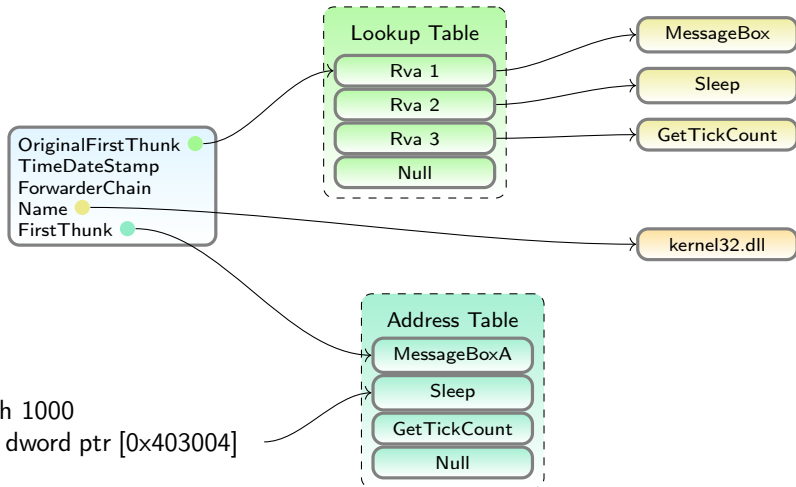 Lookup Table
Rva 1
Rva 2
Rva 3
Null
MessageBox
Sleep
GetTickCount
OriginalFirstThunk
TimeDateStamp
ForwarderChain
Name
FirstThunk
kernel32.dll
Address Table
MessageBoxA
Sleep
GetTickCount
Null
h 1000
dword ptr [0x403004]